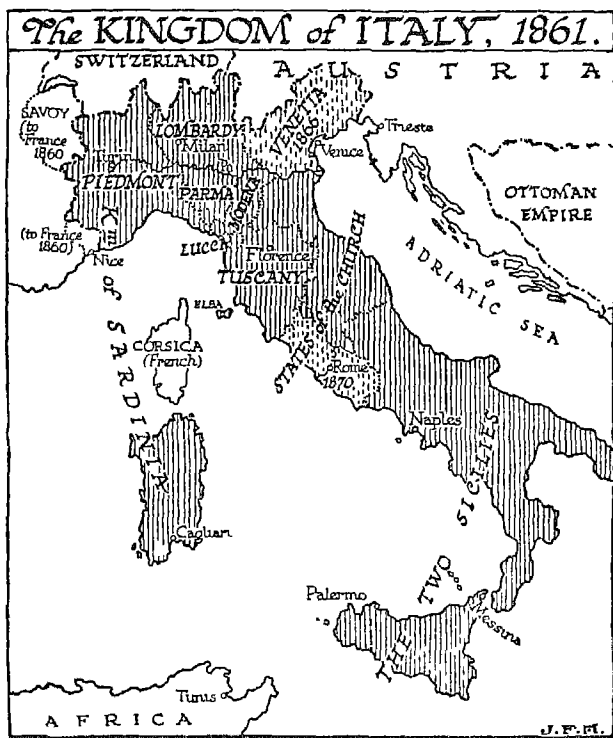 The KINGDOM of ITALY, 1861.
SWITZERLAND
AUSTRIA
SAVOY
(to
France
1860
LOMBARDY
Milan
VENETIA
1866
Venice
Trieste
Turin
PIEDMONT
PARMA
MODENA
OTTOMAN
EMPIRE
(to France
1860)
Nice
LUCCA
Florence
TUSCANY
STATES of the CHURCH
ADRIATIC SEA
Km of SARDINIA
ELBA
CORSICA
(French)
Rome
1870
Naples
Cagliari
THE TWO SICILIES
Palermo
Messina
Tunis
AFRICA
J.F.H.